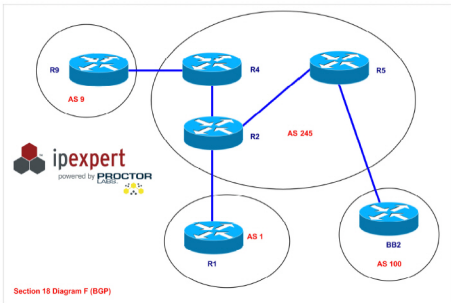 R9
R4
R5
AS 9
R2
AS 245
ipexpert
powered by PROCTOR
LABS
AS 1
R1
BB2
AS 100
Section 18 Diagram F (BGP)